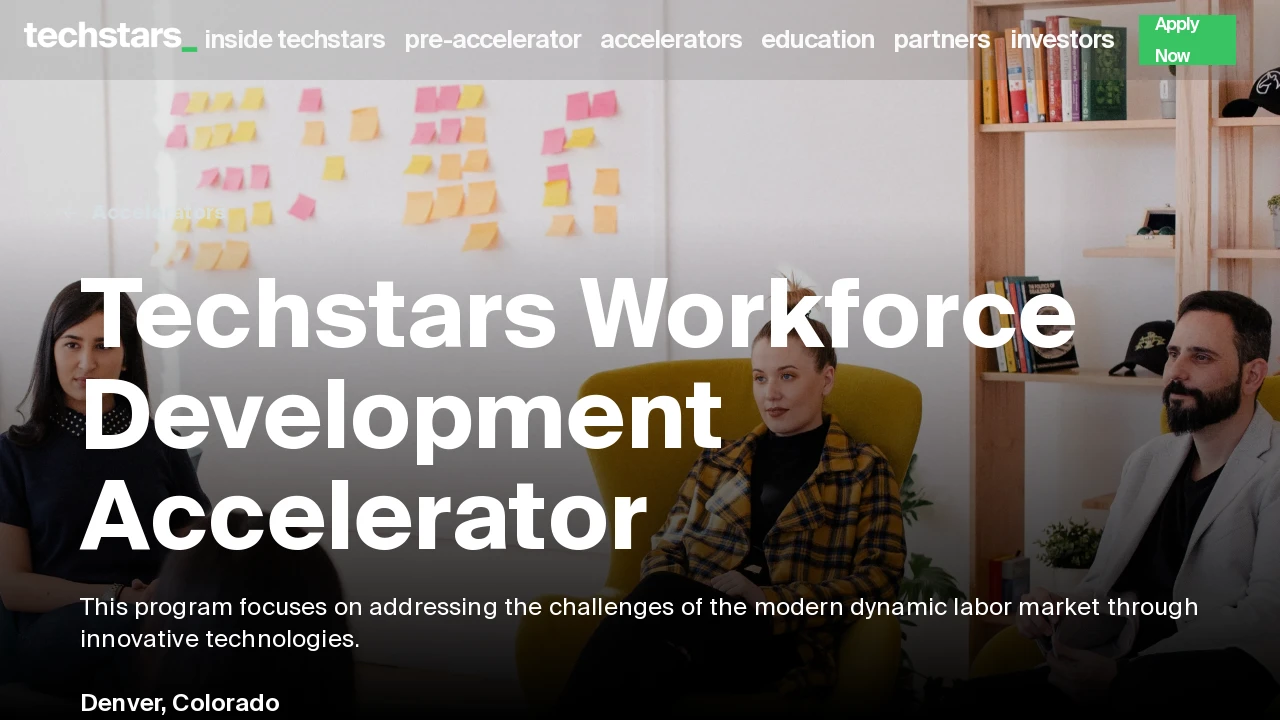 techstars_
inside techstars pre-accelerator accelerators education partners investors
Apply
Now
← Accelerators
Techstars Workforce
Development
Accelerator
This program focuses on addressing the challenges of the modern dynamic labor market through
innovative technologies.
Denver, Colorado